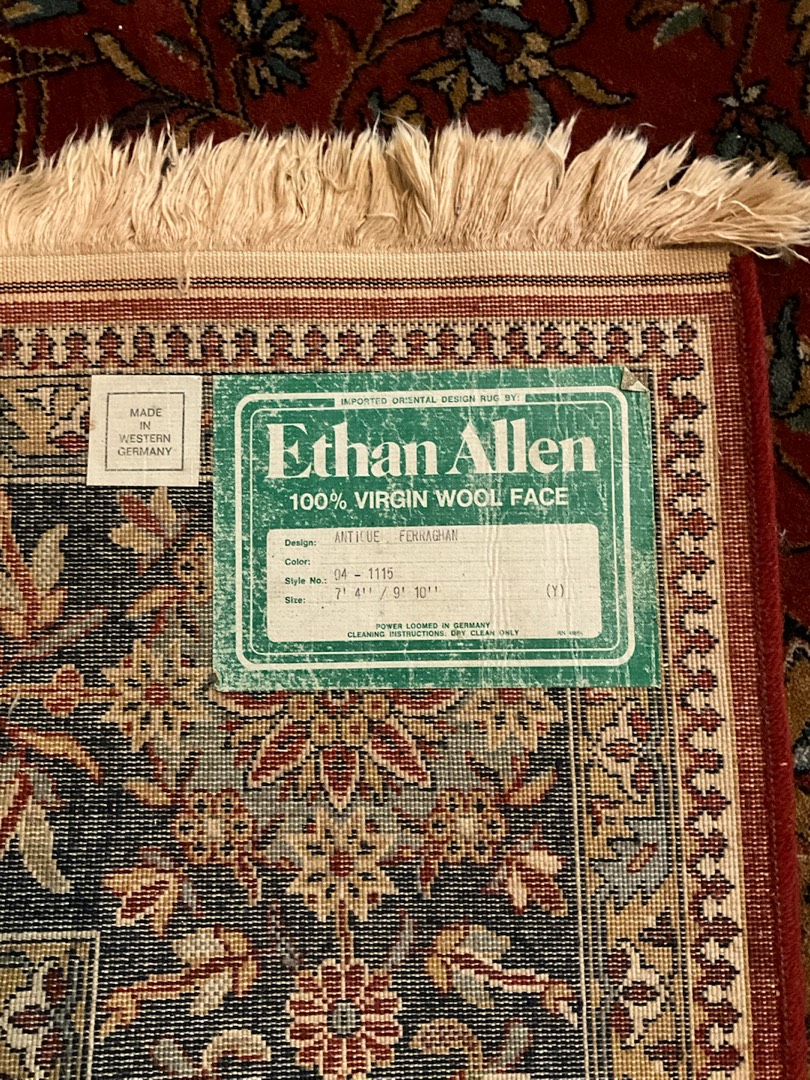 MADE
IN
WESTERN
GERMANY
IMPORTED ORIENTAL DESIGN RUG BY:
Ethan Allen
100% VIRGIN WOOL FACE
Design: ANTIQUE FERRAGHAN
Color:
Style No.: 04 - 1115
Size: 7' 4'' / 9' 10'' (Y)
POWER LOOMED IN GERMANY
CLEANING INSTRUCTIONS: DRY CLEAN ONLY RN